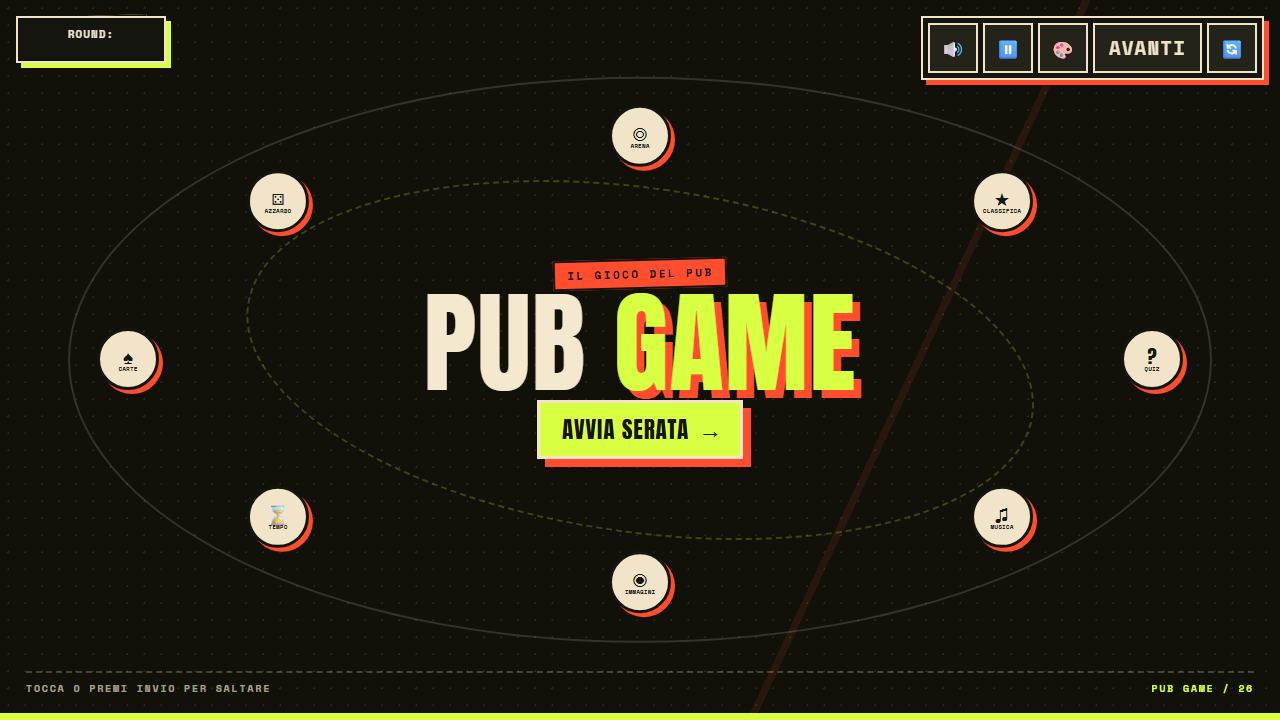 ROUND:
AVANTI
ARENA
AZZARDO
CLASSIFICA
IL GIOCO DEL PUB
PUB GAME
CARTE
?
QUIZ
AVVIA SERATA →
TEMPO
MUSICA
IMMAGINI
TOCCA O PREMI INVIO PER SALTARE
PUB GAME / 26